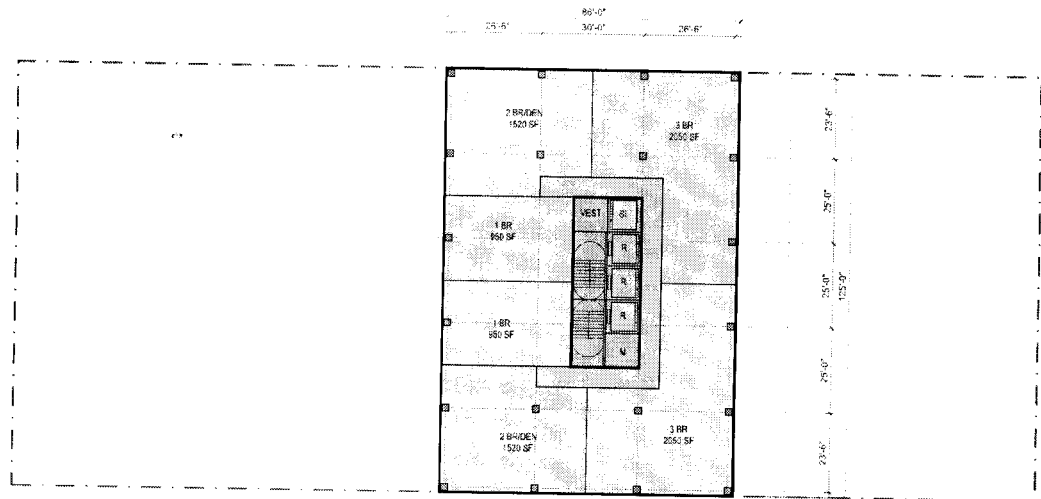 86'-0"
26'-6" 30'-0" 26'-6"
2 BR/DEN
1520 SF
3 BR
2050 SF
23'-6"
25'-0"
VEST
1 BR
950 SF
R
R
25'-0"
125'-0"
1 BR
950 SF
R
M
25'-0"
2 BR/DEN
1520 SF
3 BR
2050 SF
23'-6"